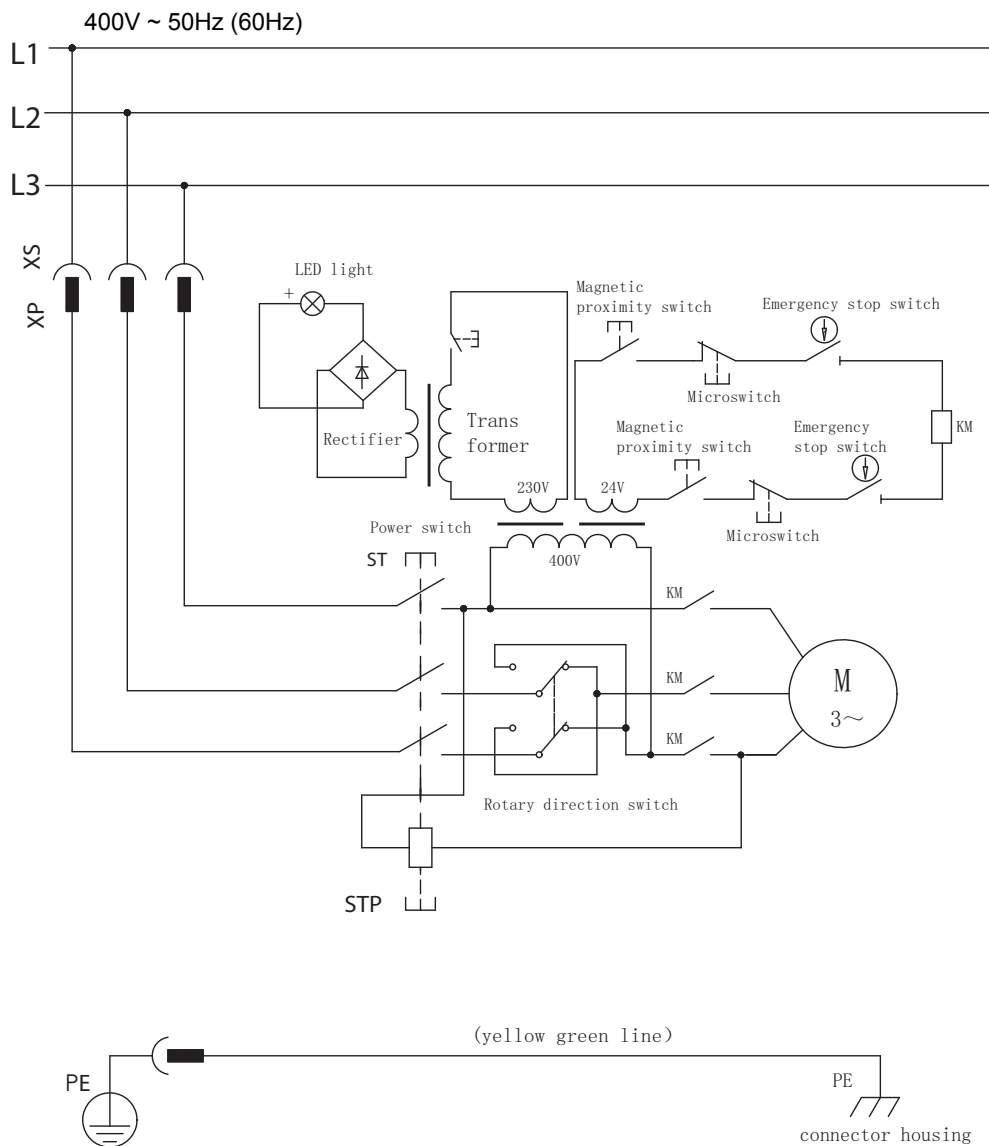 400V ~ 50Hz (60Hz)
L1
L2
L3
XS
XP
LED light
+
Rectifier
Trans
former
Magnetic
proximity switch
Emergency stop switch
Microswitch
KM
Magnetic
proximity switch
Emergency
stop switch
Microswitch
230V
24V
400V
Power switch
ST
KM
KM
KM
M
3～
Rotary direction switch
STP
(yellow green line)
PE
PE
connector housing